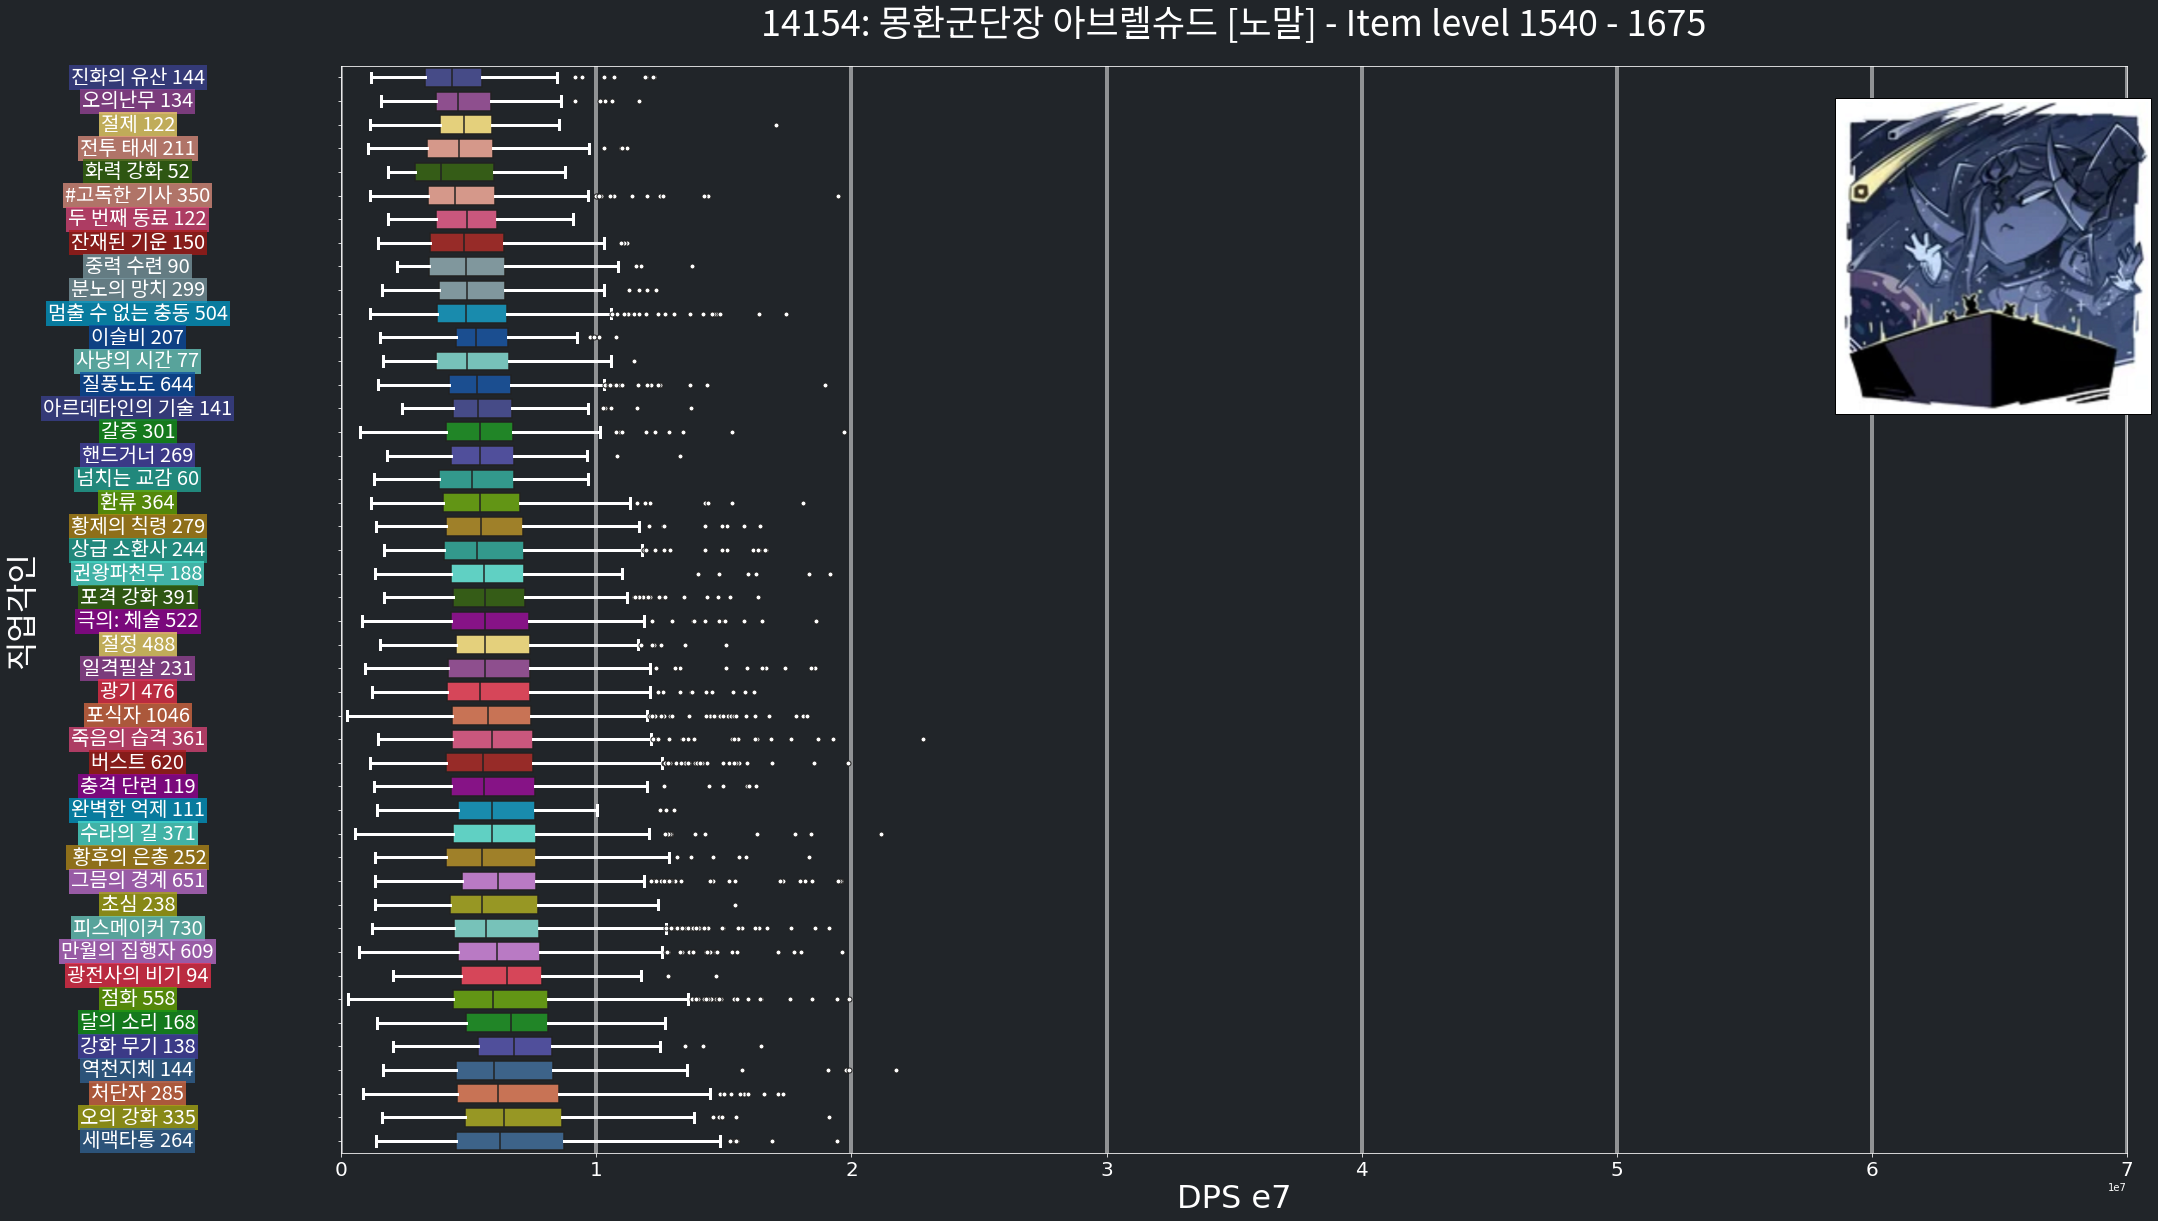 14154: 몽환군단장 아브렐슈드 [노말] - Item level 1540 - 1675
진화의 유산 144
오의난무 134
절제 122
전투 태세 211
화력 강화 52
#고독한 기사 350
두 번째 동료 122
잔재된 기운 150
중력 수련 90
분노의 망치 299
멈출 수 없는 충동 504
이슬비 207
사냥의 시간 77
질풍노도 644
아르데타인의 기술 141
갈증 301
핸드거너 269
넘치는 교감 60
환류 364
황제의 칙령 279
상급 소환사 244
권왕파천무 188
포격 강화 391
극의: 체술 522
절정 488
일격필살 231
광기 476
포식자 1046
죽음의 습격 361
버스트 620
충격 단련 119
완벽한 억제 111
수라의 길 371
황후의 은총 252
그믐의 경계 651
초심 238
피스메이커 730
만월의 집행자 609
광전사의 비기 94
점화 558
달의 소리 168
강화 무기 138
역천지체 144
처단자 285
오의 강화 335
세맥타통 264
직업각인
0 1 2 3 4 5 6 7
DPS e7
1e7